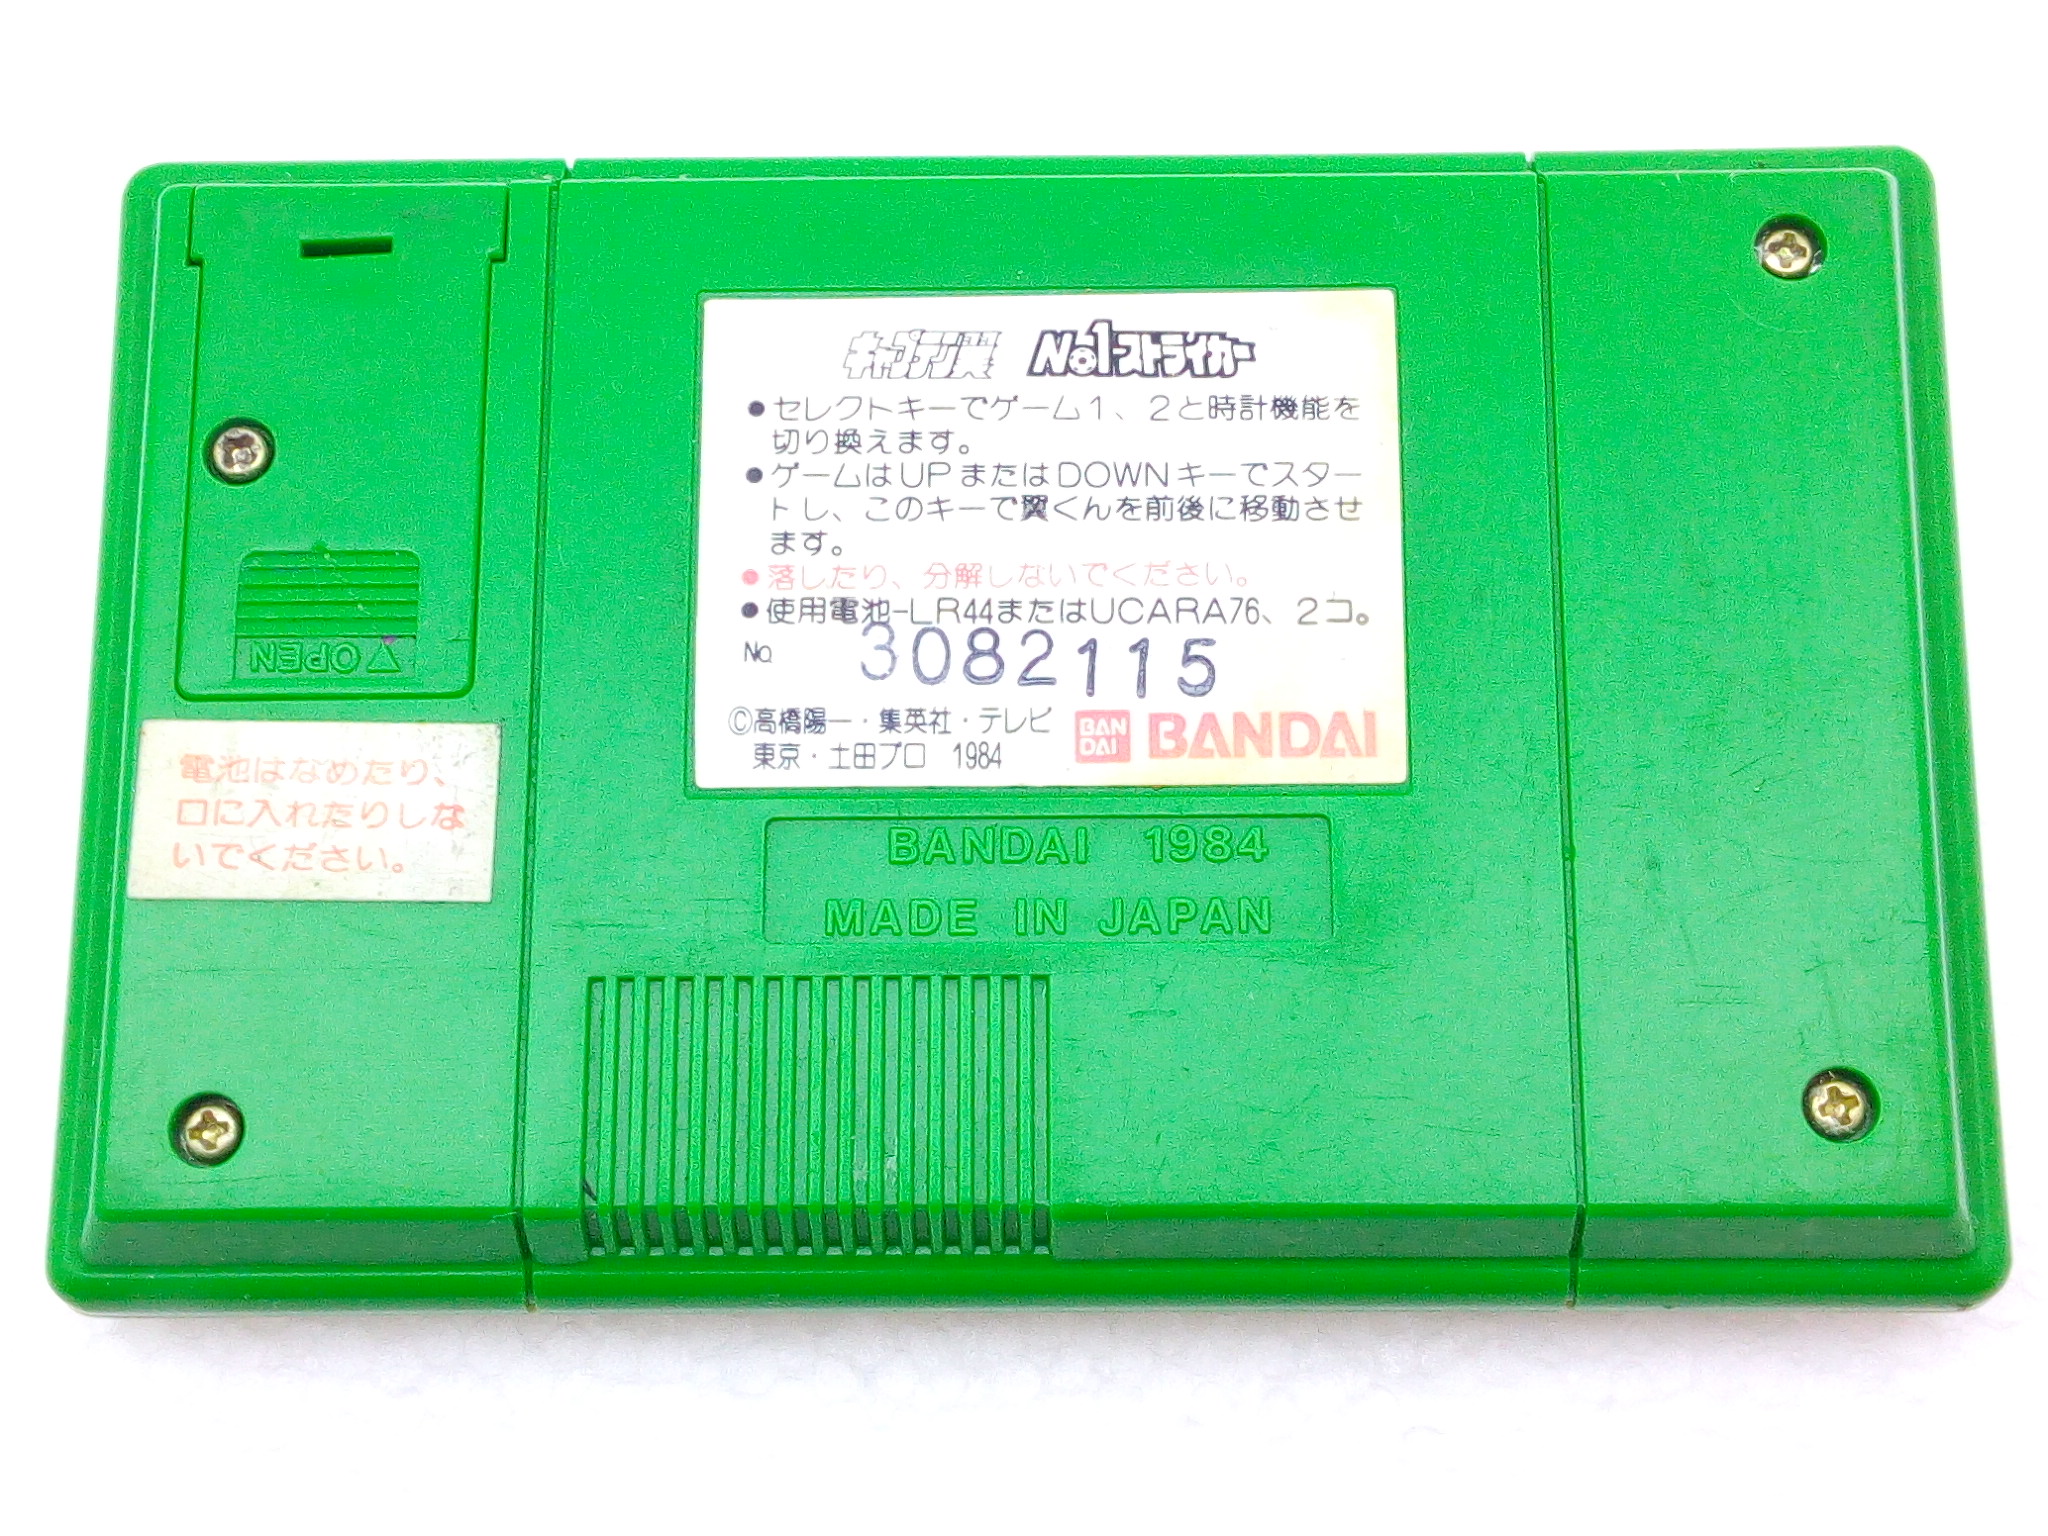 キャプテン翼 No.1ストライカー
●セレクトキーでゲーム1、2と時計機能を
切り換えます。
●ゲームはUPまたはDOWNキーでスター
トし、このキーで翼くんを前後に移動させ
ます。
●落したり、分解しないでください。
●使用電池-LR44またはUCARA76、2コ。
No. 3082115
©高橋陽一・集英社・テレビ
東京・土田プロ 1984
BAN
DAI
BANDAI
▽OPEN
電池はなめたり、
口に入れたりしな
いでください。
BANDAI 1984
MADE IN JAPAN